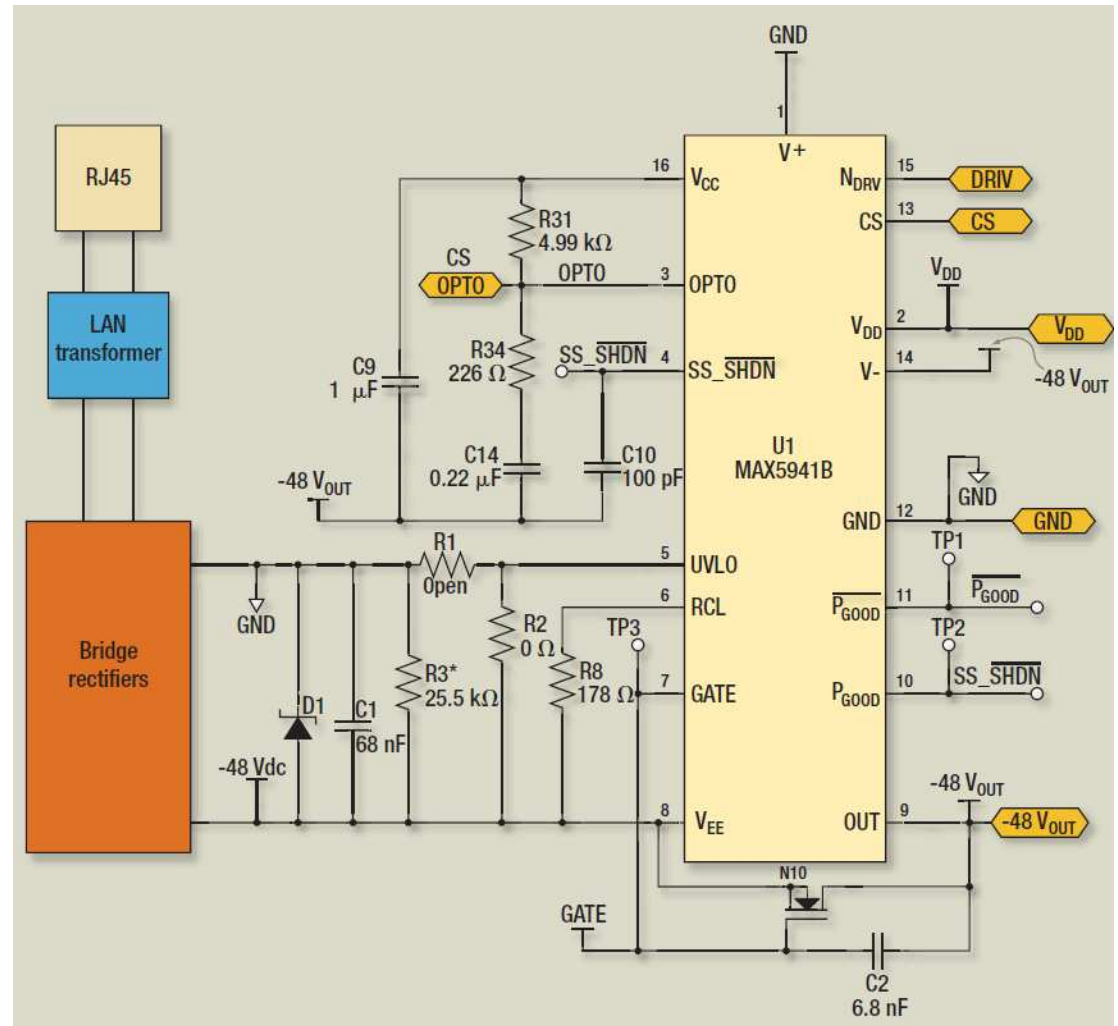 GND
1
V+
RJ45
16
VCC
NDRV
15
DRIV
R31
4.99 kΩ
CS
13
CS
CS
OPTO
OPTO
3
OPTO
VDD
LAN
transformer
VDD
2
VDD
R34
226 Ω
SS_SHDN
4
SS_SHDN
V-
14
-48 VOUT
C9
1 μF
U1
MAX5941B
C14
0.22 μF
C10
100 pF
-48 VOUT
GND
GND
12
GND
R1
Open
5
UVLO
TP1
6
RCL
PGOOD
11
PGOOD
GND
Bridge
rectifiers
R2
0 Ω
TP3
TP2
R3*
25.5 kΩ
R8
178 Ω
7
GATE
PGOOD
10
SS_SHDN
D1
C1
68 nF
-48 Vdc
-48 VOUT
8
VEE
OUT
9
-48 VOUT
N10
GATE
C2
6.8 nF